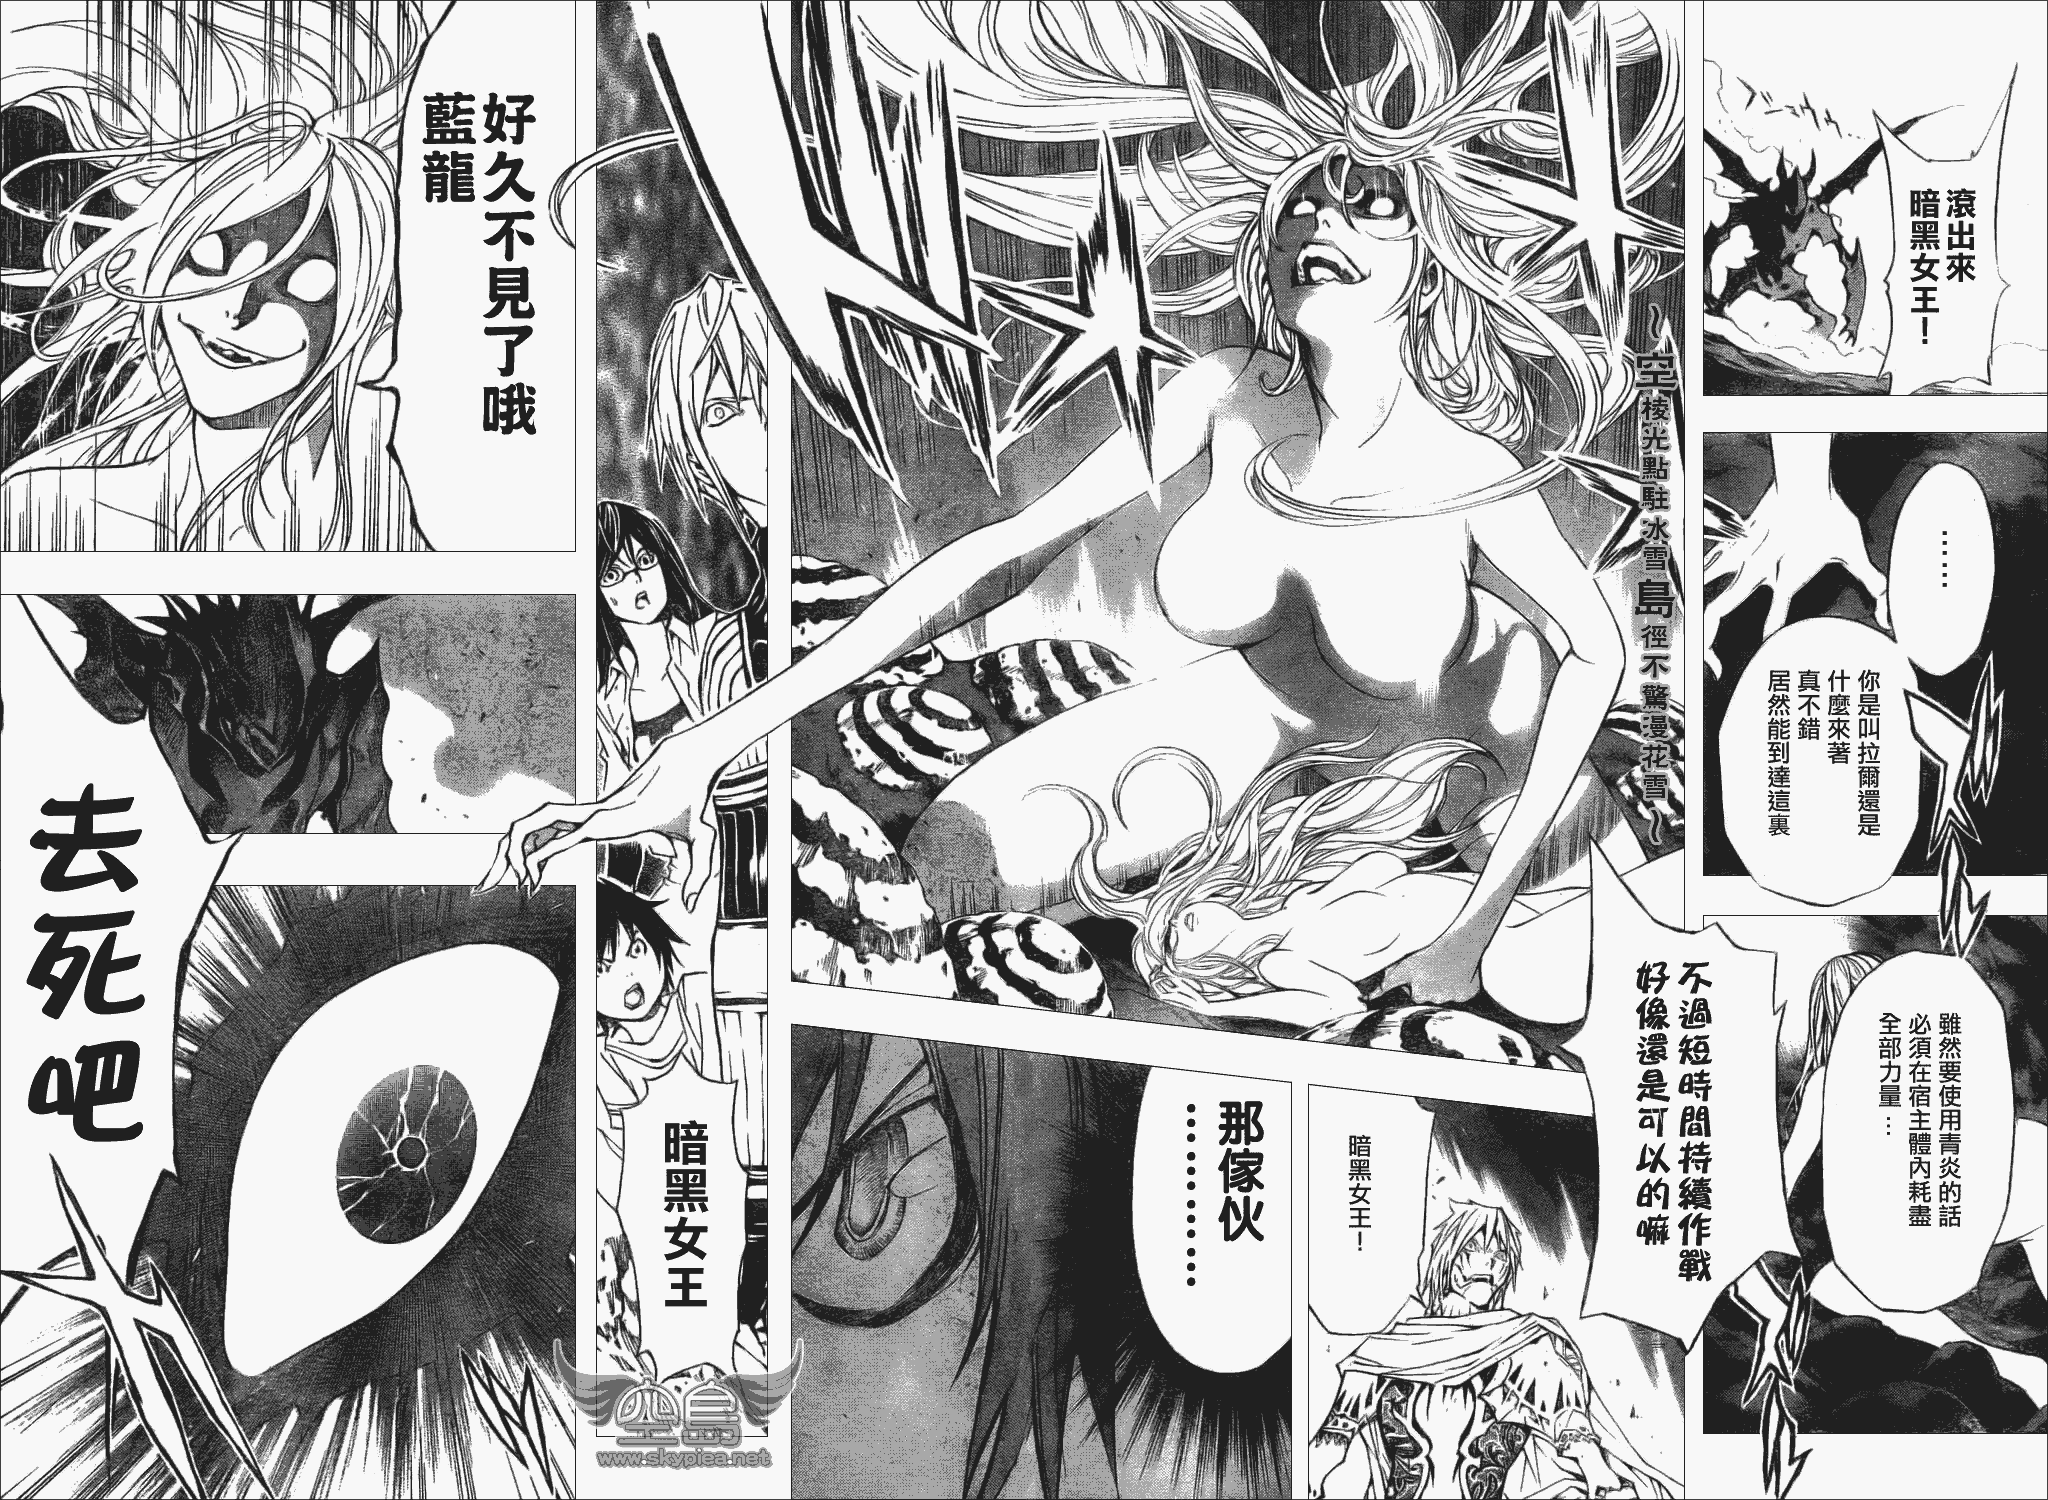 滾出來
暗黑女王！
……
你是叫拉爾還是
什麼來著
真不錯
居然能到達這裏
雖然要使用青炎的話
必須在宿主體內耗盡
全部力量…
～空棱光點駐水雪島徑不驚漫花雪～
不過短時間持續作戰
好像還是可以的嘛
暗黑女王！
那傢伙
…………
暗黑女王
好久不見了哦
藍龍
去死吧
空島
www.skypiea.net